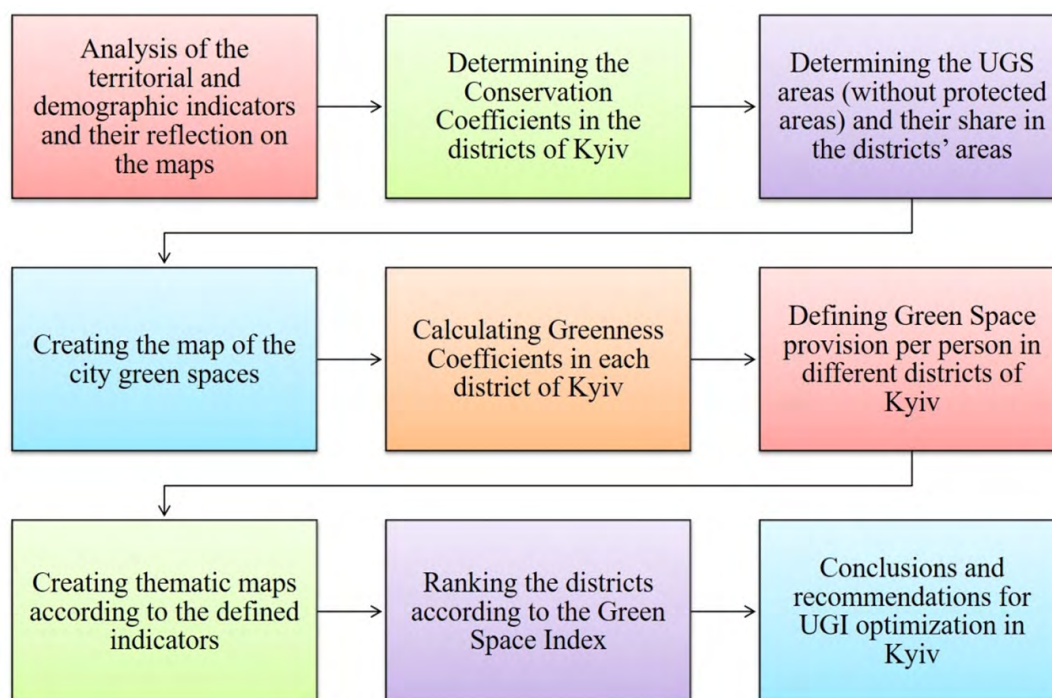 Analysis of the
territorial and
demographic indicators
and their reflection on
the maps
Determining the
Conservation
Coefficients in the
districts of Kyiv
Determining the UGS
areas (without protected
areas) and their share in
the districts’ areas
Creating the map of the
city green spaces
Calculating Greenness
Coefficients in each
district of Kyiv
Defining Green Space
provision per person in
different districts of
Kyiv
Creating thematic maps
according to the defined
indicators
Ranking the districts
according to the Green
Space Index
Conclusions and
recommendations for
UGI optimization in
Kyiv